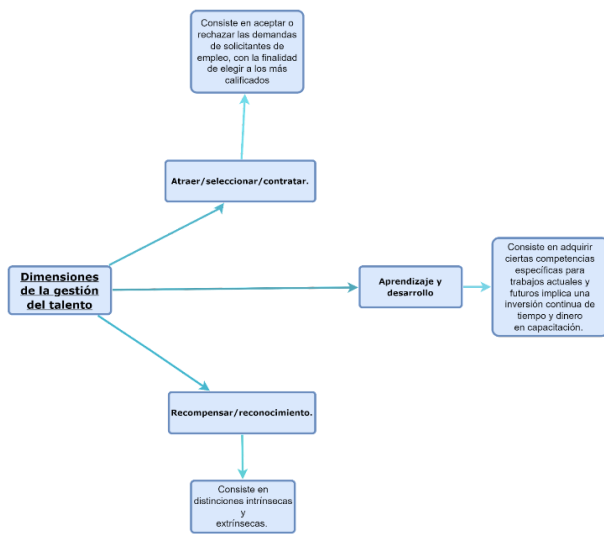 Consiste en aceptar o
rechazar las demandas
de solicitantes de
empleo, con la finalidad
de elegir a los más
calificados
Atraer/seleccionar/contratar.
Dimensiones
de la gestión
del talento
Aprendizaje y
desarrollo
Consiste en adquirir
ciertas competencias
específicas para
trabajos actuales y
futuros implica una
inversión continua de
tiempo y dinero
en capacitación.
Recompensar/reconocimiento.
Consiste en
distinciones intrínsecas
y
extrínsecas.